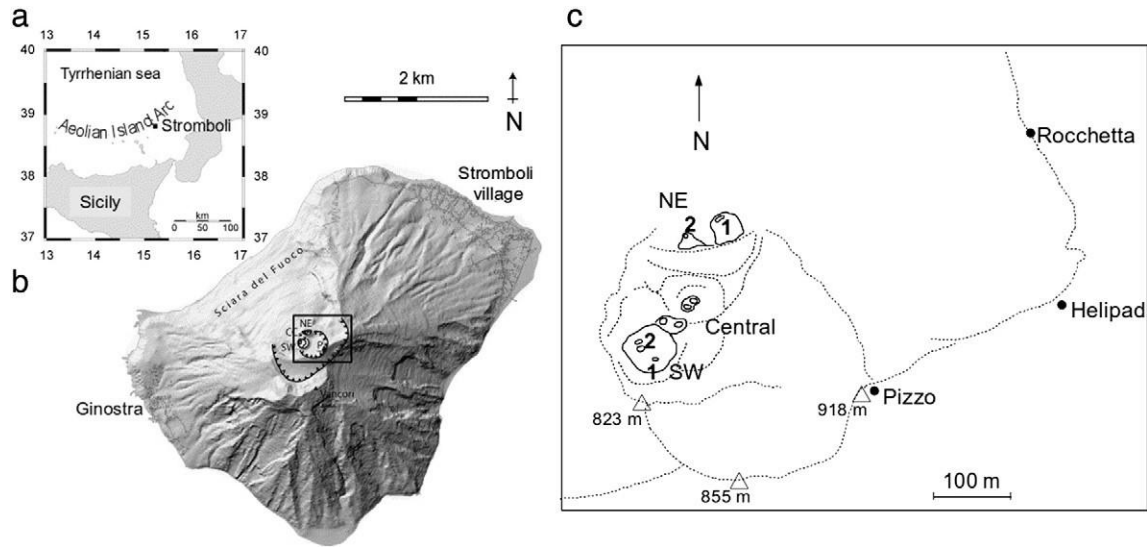 a
13 14 15 16 17
40 40
Tyrrhenian sea
39 39
Aeolian Island Arc
Stromboli
38 38
Sicily
km
0 50 100
37 37
13 14 15 16 17
2 km
N
b
Stromboli
village
Sciara del Fuoco
NE
SW
Vancori
Ginostra
c
N
Rocchetta
NE
2 1
Helipad
Central
2
1 SW
918 m
Pizzo
823 m
855 m
100 m